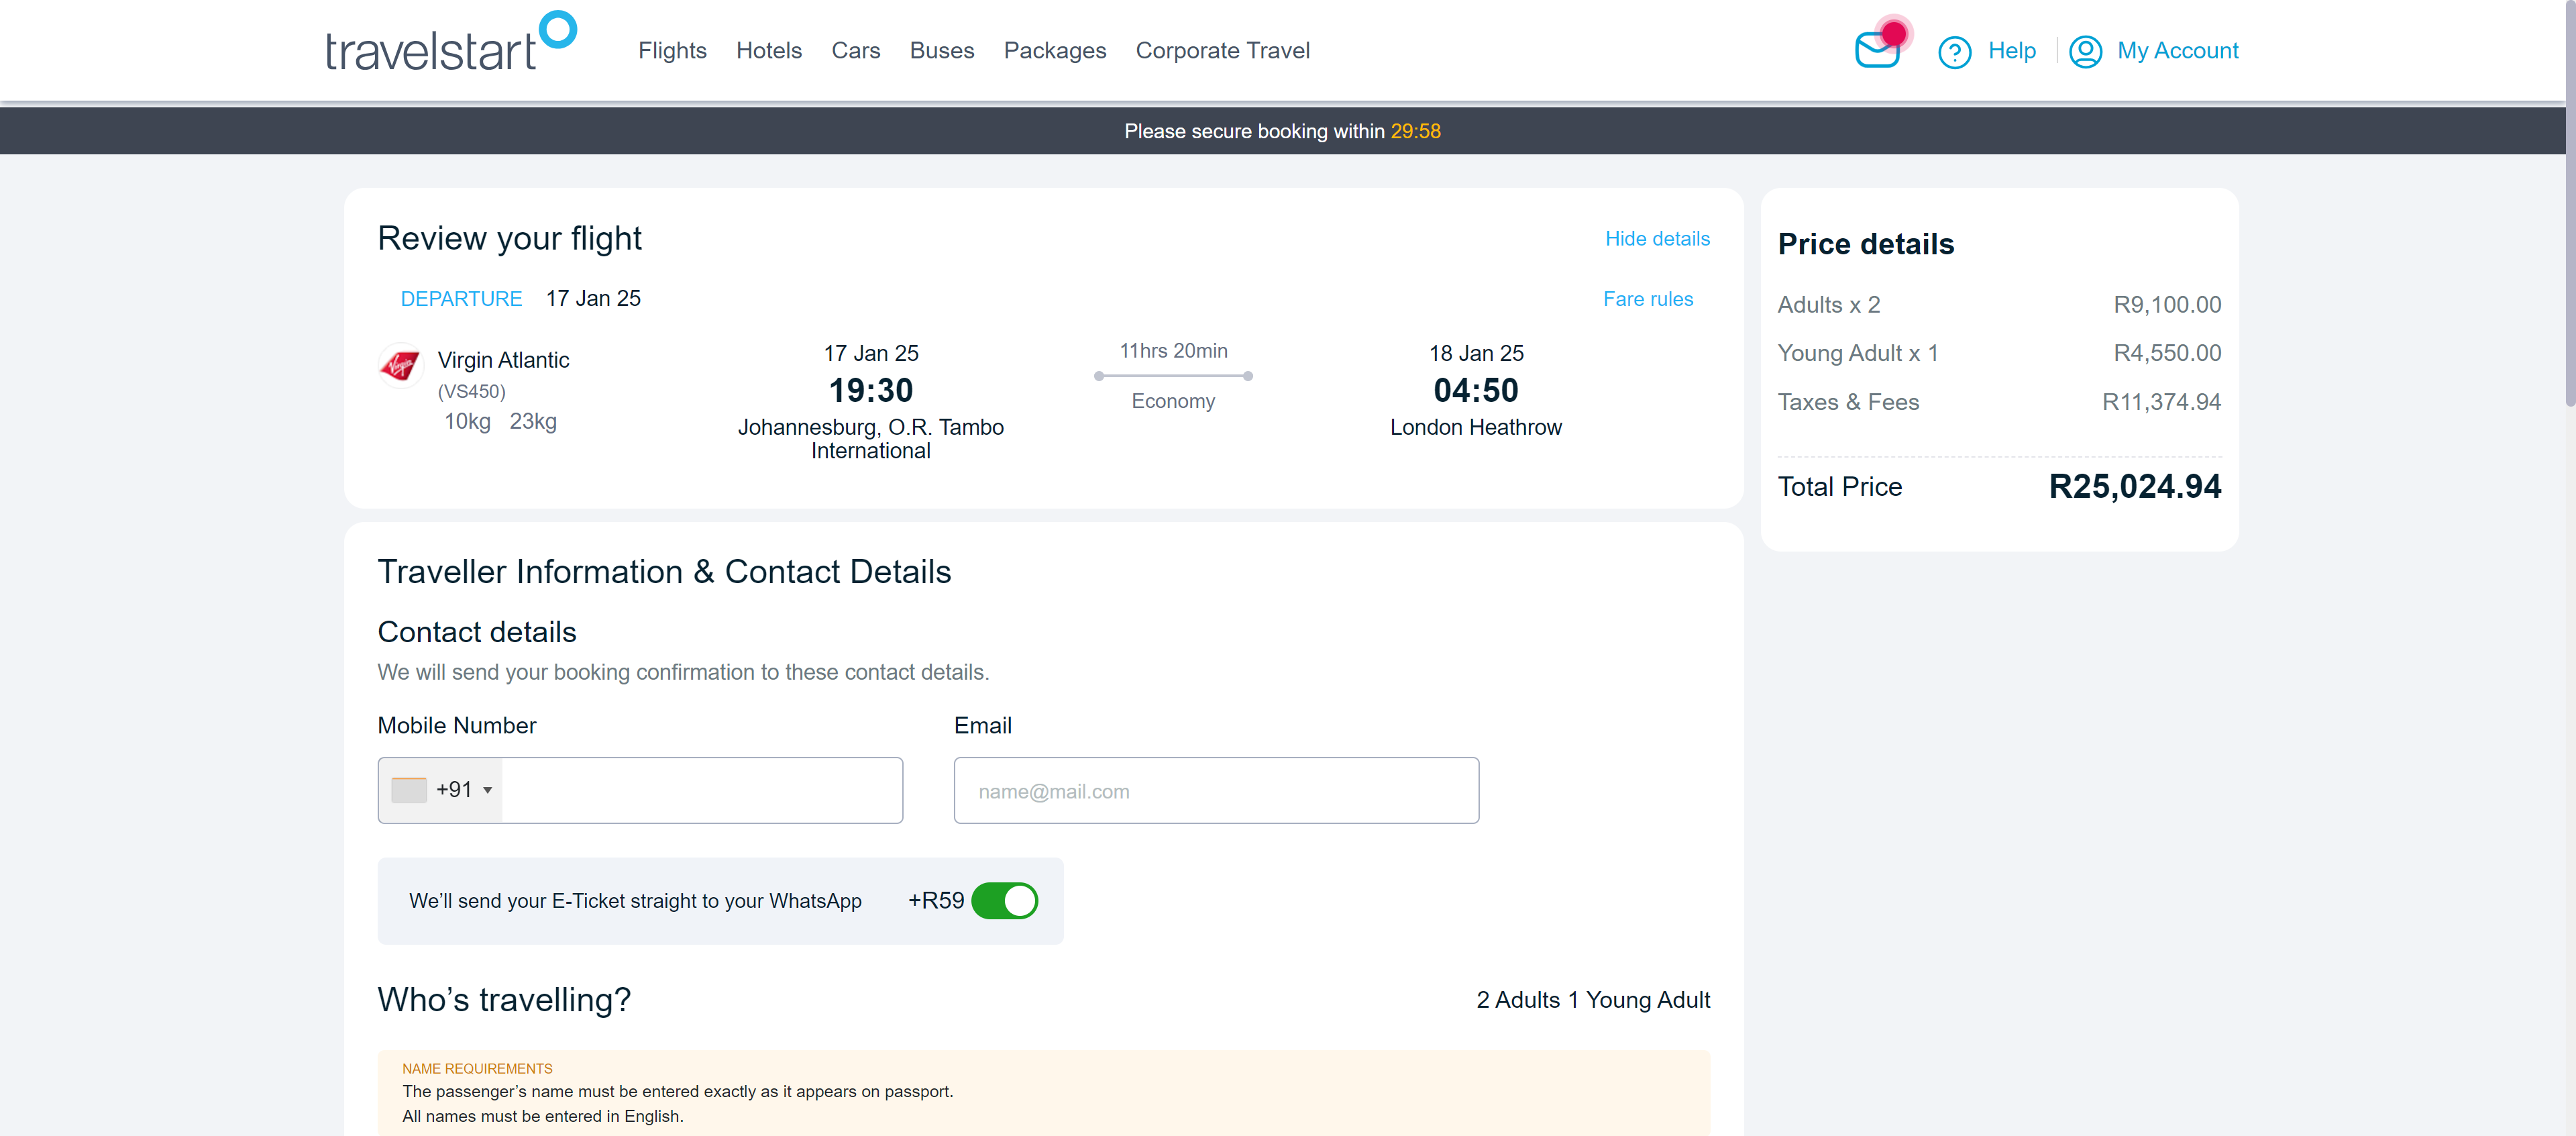 travelstart
Flights Hotels Cars Buses Packages Corporate Travel
Help My Account
Please secure booking within 29:58
Review your flight
Hide details
DEPARTURE 17 Jan 25
Fare rules
Virgin Atlantic
(VS450)
10kg 23kg
17 Jan 25
19:30
Johannesburg, O.R. Tambo
International
11hrs 20min
Economy
18 Jan 25
04:50
London Heathrow
Price details
Adults x 2 R9,100.00
Young Adult x 1 R4,550.00
Taxes & Fees R11,374.94
Total Price R25,024.94
Traveller Information & Contact Details
Contact details
We will send your booking confirmation to these contact details.
Mobile Number
+91
Email
name@mail.com
We’ll send your E-Ticket straight to your WhatsApp +R59
Who’s travelling?
2 Adults 1 Young Adult
NAME REQUIREMENTS
The passenger’s name must be entered exactly as it appears on passport.
All names must be entered in English.